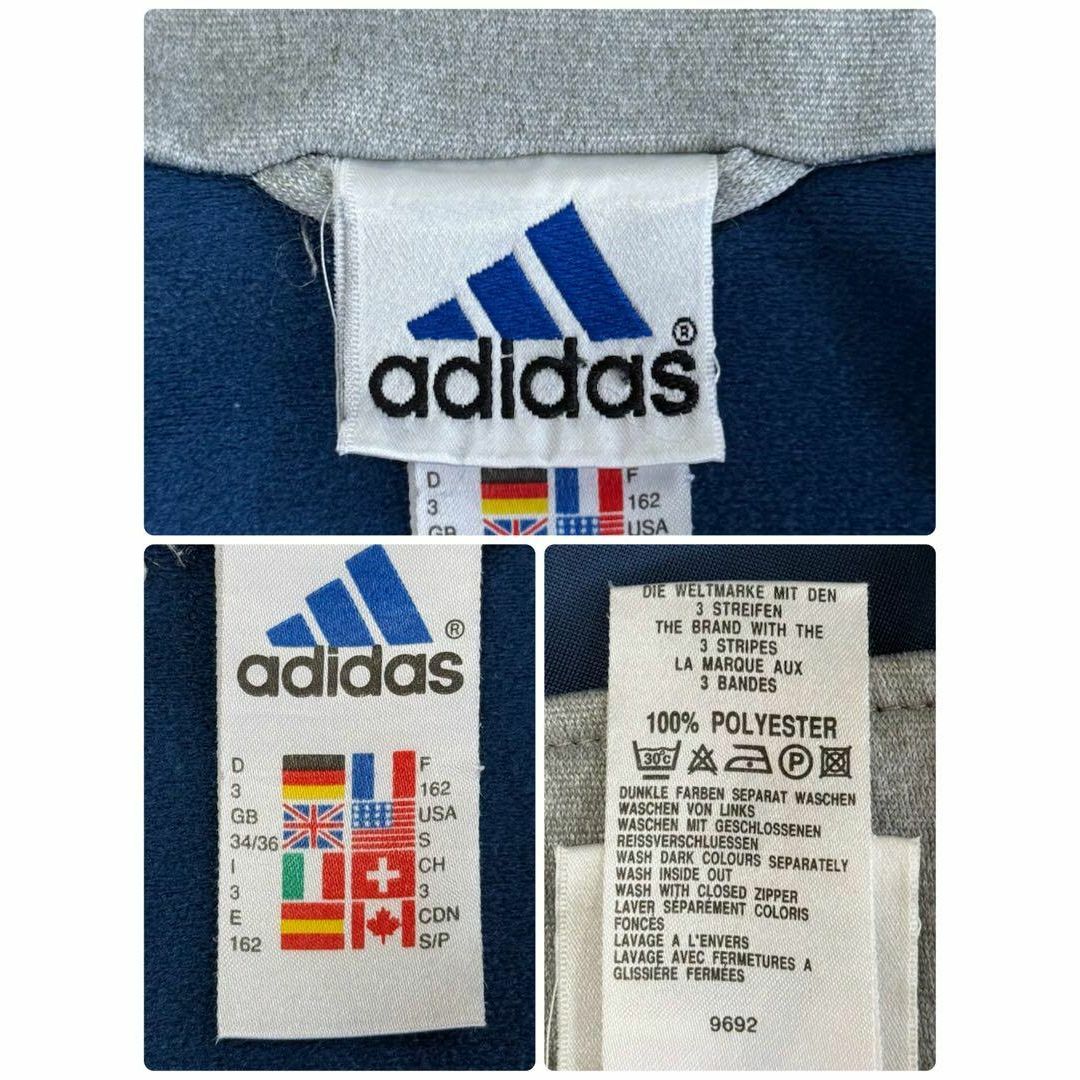 adidas
®
D F
3 162
GB USA
adidas®
D F
3 162
GB USA
34/36 S
I CH
3 3
E CDN
162 S/P
DIE WELTMARKE MIT DEN
3 STREIFEN
THE BRAND WITH THE
3 STRIPES
LA MARQUE AUX
3 BANDES
100% POLYESTER
30°C P
DUNKLE FARBEN SEPARAT WASCHEN
WASCHEN VON LINKS
WASCHEN MIT GESCHLOSSENEN
REISSVERSCHLUESSEN
WASH DARK COLOURS SEPARATELY
WASH INSIDE OUT
WASH WITH CLOSED ZIPPER
LAVER SÉPARÉMENT COLORIS
FONCÉS
LAVAGE A L'ENVERS
LAVAGE AVEC FERMETURES A
GLISSIÈRE FERMÉES
9692